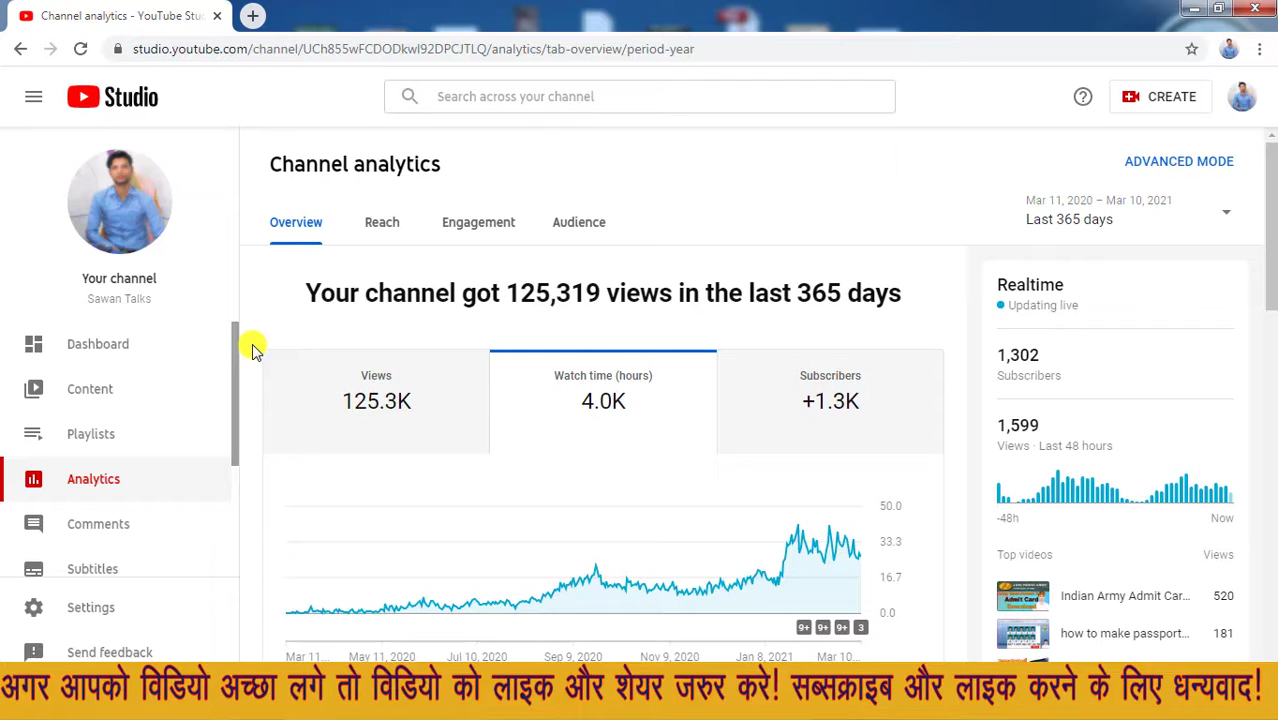 Channel analytics - YouTube Stu
studio.youtube.com/channel/UCh855wFCDODkwI92DPCJTLQ/analytics/tab-overview/period-year
Studio
Search across your channel
CREATE
Your channel
Sawan Talks
Dashboard
Content
Playlists
Analytics
Comments
Subtitles
Settings
Send feedback
Channel analytics
ADVANCED MODE
Overview
Reach
Engagement
Audience
Mar 11, 2020 – Mar 10, 2021
Last 365 days
Your channel got 125,319 views in the last 365 days
Views
125.3K
Watch time (hours)
4.0K
Subscribers
+1.3K
50.0
33.3
16.7
0.0
9+ 9+ 9+ 3
Mar 11... May 11, 2020 Jul 10, 2020 Sep 9, 2020 Nov 9, 2020 Jan 8, 2021 Mar 10...
Realtime
Updating live
1,302
Subscribers
1,599
Views · Last 48 hours
-48h Now
Top videos Views
Indian Army Admit Car... 520
how to make passport... 181
अगर आपको विडियो अच्छा लगे तो विडियो को लाइक और शेयर जरुर करे! सब्सक्राइब और लाइक करने के लिए धन्यवाद!